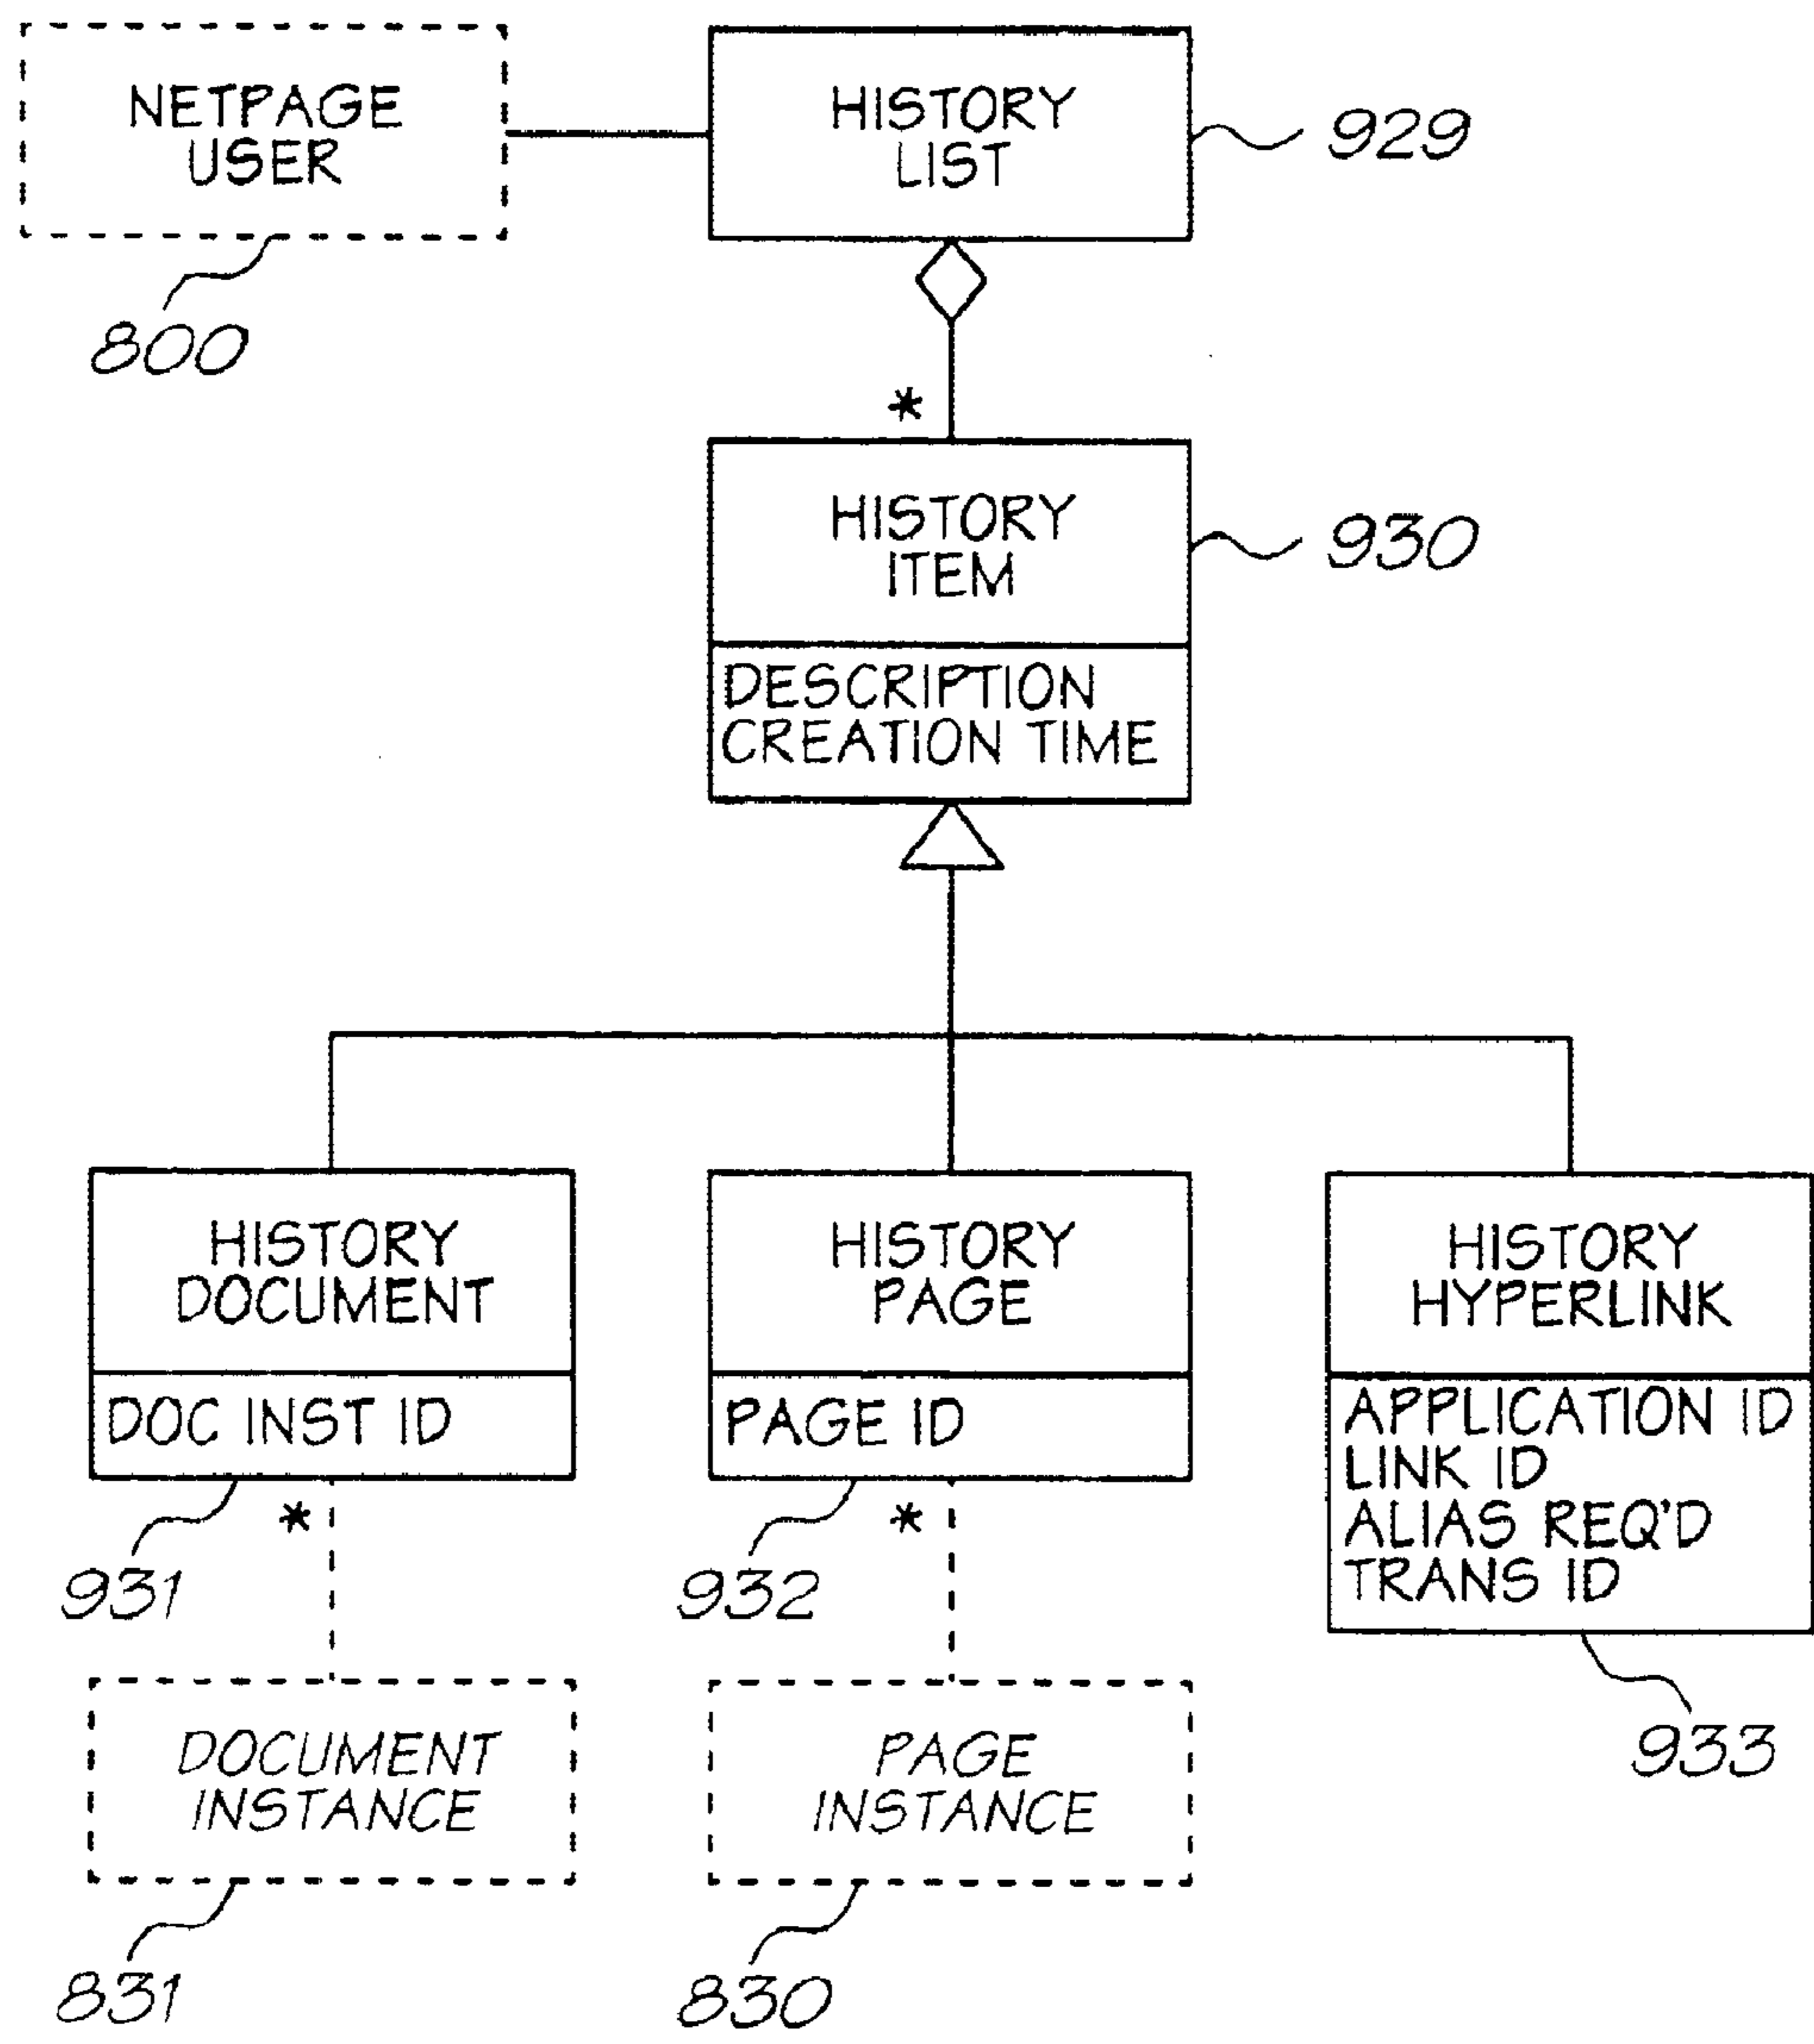 NETPAGE
USER
800
HISTORY
LIST
929
*
HISTORY
ITEM
930
DESCRIPTION
CREATION TIME
HISTORY
DOCUMENT
DOC INST ID
931
*
HISTORY
PAGE
PAGE ID
932
*
HISTORY
HYPERLINK
APPLICATION ID
LINK ID
ALIAS REQ'D
TRANS ID
933
DOCUMENT
INSTANCE
831
PAGE
INSTANCE
830